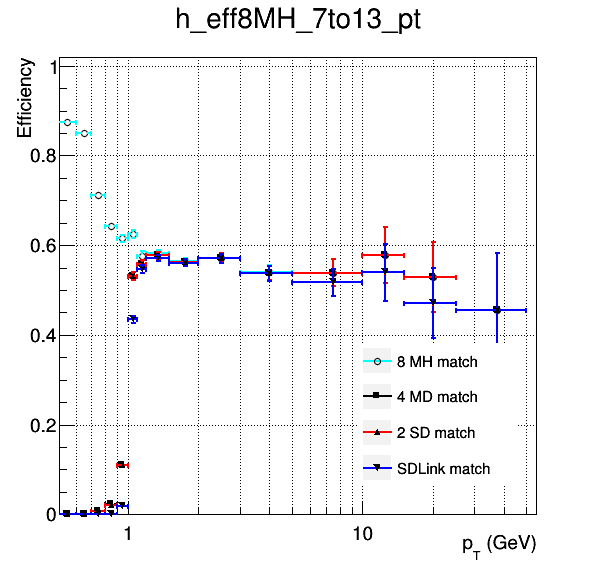 h_eff8MH_7to13_pt
Efficiency
1
0.8
0.6
0.4
0.2
0
8 MH match
4 MD match
2 SD match
SDLink match
1
10
p_T (GeV)